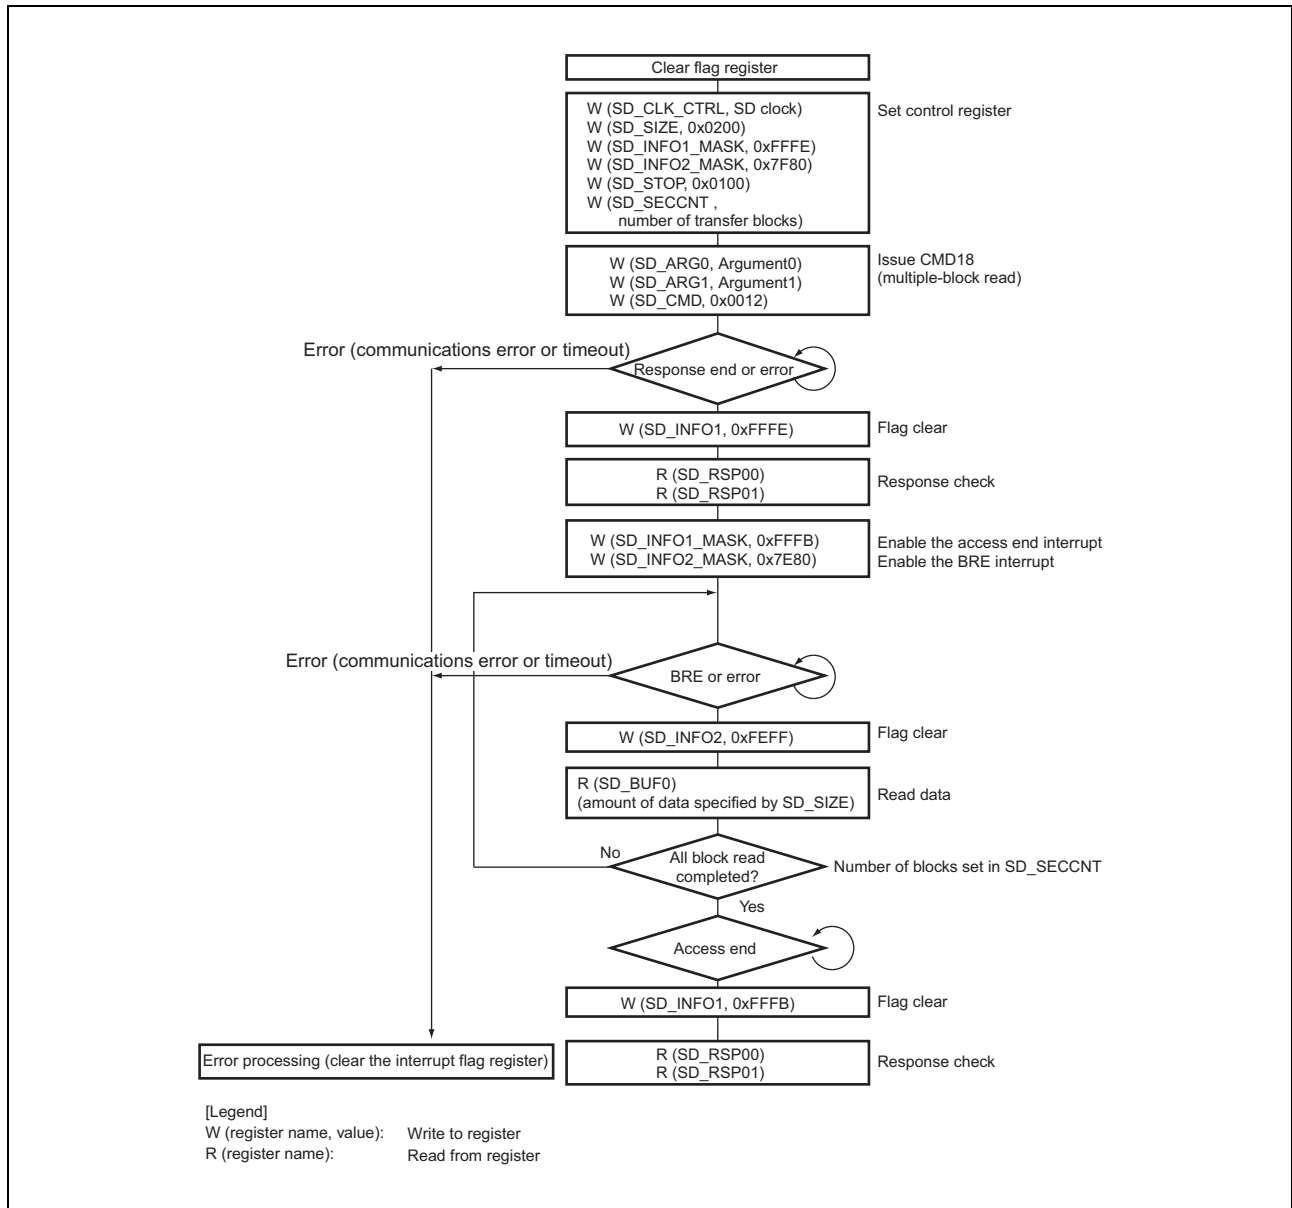 Clear flag register
W (SD_CLK_CTRL, SD clock)
W (SD_SIZE, 0x0200)
W (SD_INFO1_MASK, 0xFFFE)
W (SD_INFO2_MASK, 0x7F80)
W (SD_STOP, 0x0100)
W (SD_SECCNT ,
number of transfer blocks)
Set control register
W (SD_ARG0, Argument0)
W (SD_ARG1, Argument1)
W (SD_CMD, 0x0012)
Issue CMD18
(multiple-block read)
Error (communications error or timeout)
Response end or error
W (SD_INFO1, 0xFFFE)
Flag clear
R (SD_RSP00)
R (SD_RSP01)
Response check
W (SD_INFO1_MASK, 0xFFFB)
W (SD_INFO2_MASK, 0x7E80)
Enable the access end interrupt
Enable the BRE interrupt
Error (communications error or timeout)
BRE or error
W (SD_INFO2, 0xFEFF)
Flag clear
R (SD_BUF0)
(amount of data specified by SD_SIZE)
Read data
No
All block read
completed?
Number of blocks set in SD_SECCNT
Yes
Access end
W (SD_INFO1, 0xFFFB)
Flag clear
Error processing (clear the interrupt flag register)
R (SD_RSP00)
R (SD_RSP01)
Response check
[Legend]
W (register name, value): Write to register
R (register name): Read from register